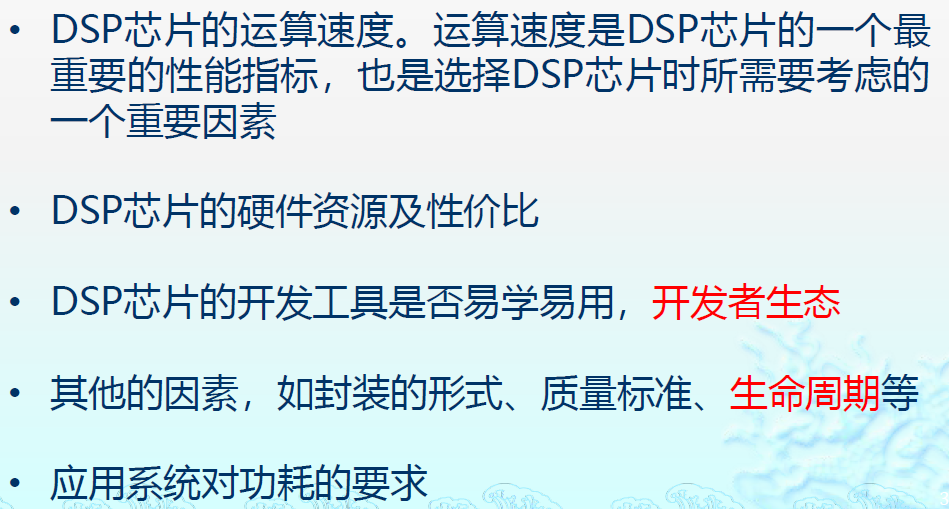 • DSP芯片的运算速度。运算速度是DSP芯片的一个最
重要的性能指标，也是选择DSP芯片时所需要考虑的
一个重要因素
• DSP芯片的硬件资源及性价比
• DSP芯片的开发工具是否易学易用，开发者生态
• 其他的因素，如封装的形式、质量标准、生命周期等
• 应用系统对功耗的要求